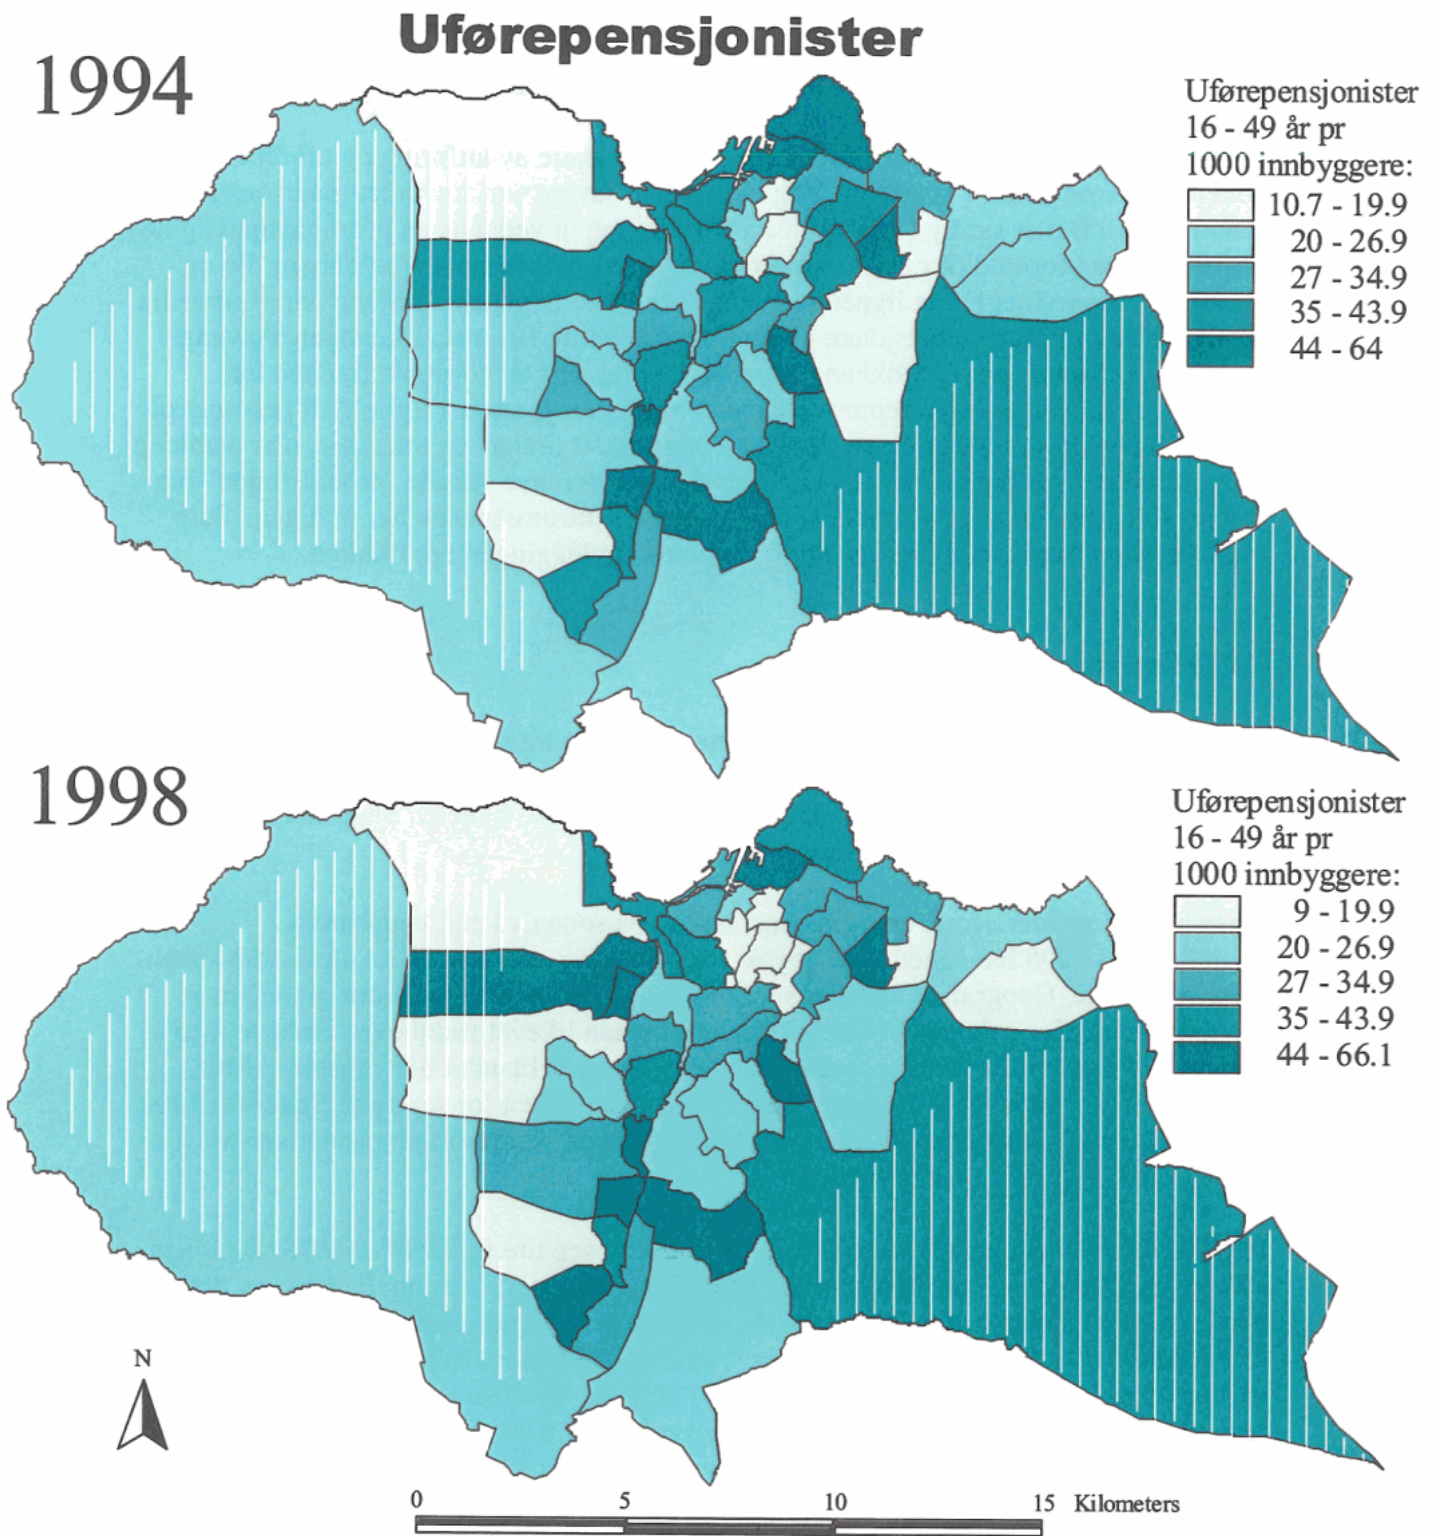 Uførepensjonister
1994
Uførepensjonister
16 - 49 år pr
1000 innbyggere:
10.7 - 19.9
20 - 26.9
27 - 34.9
35 - 43.9
44 - 64
1998
Uførepensjonister
16 - 49 år pr
1000 innbyggere:
9 - 19.9
20 - 26.9
27 - 34.9
35 - 43.9
44 - 66.1
N
0 5 10 15 Kilometers